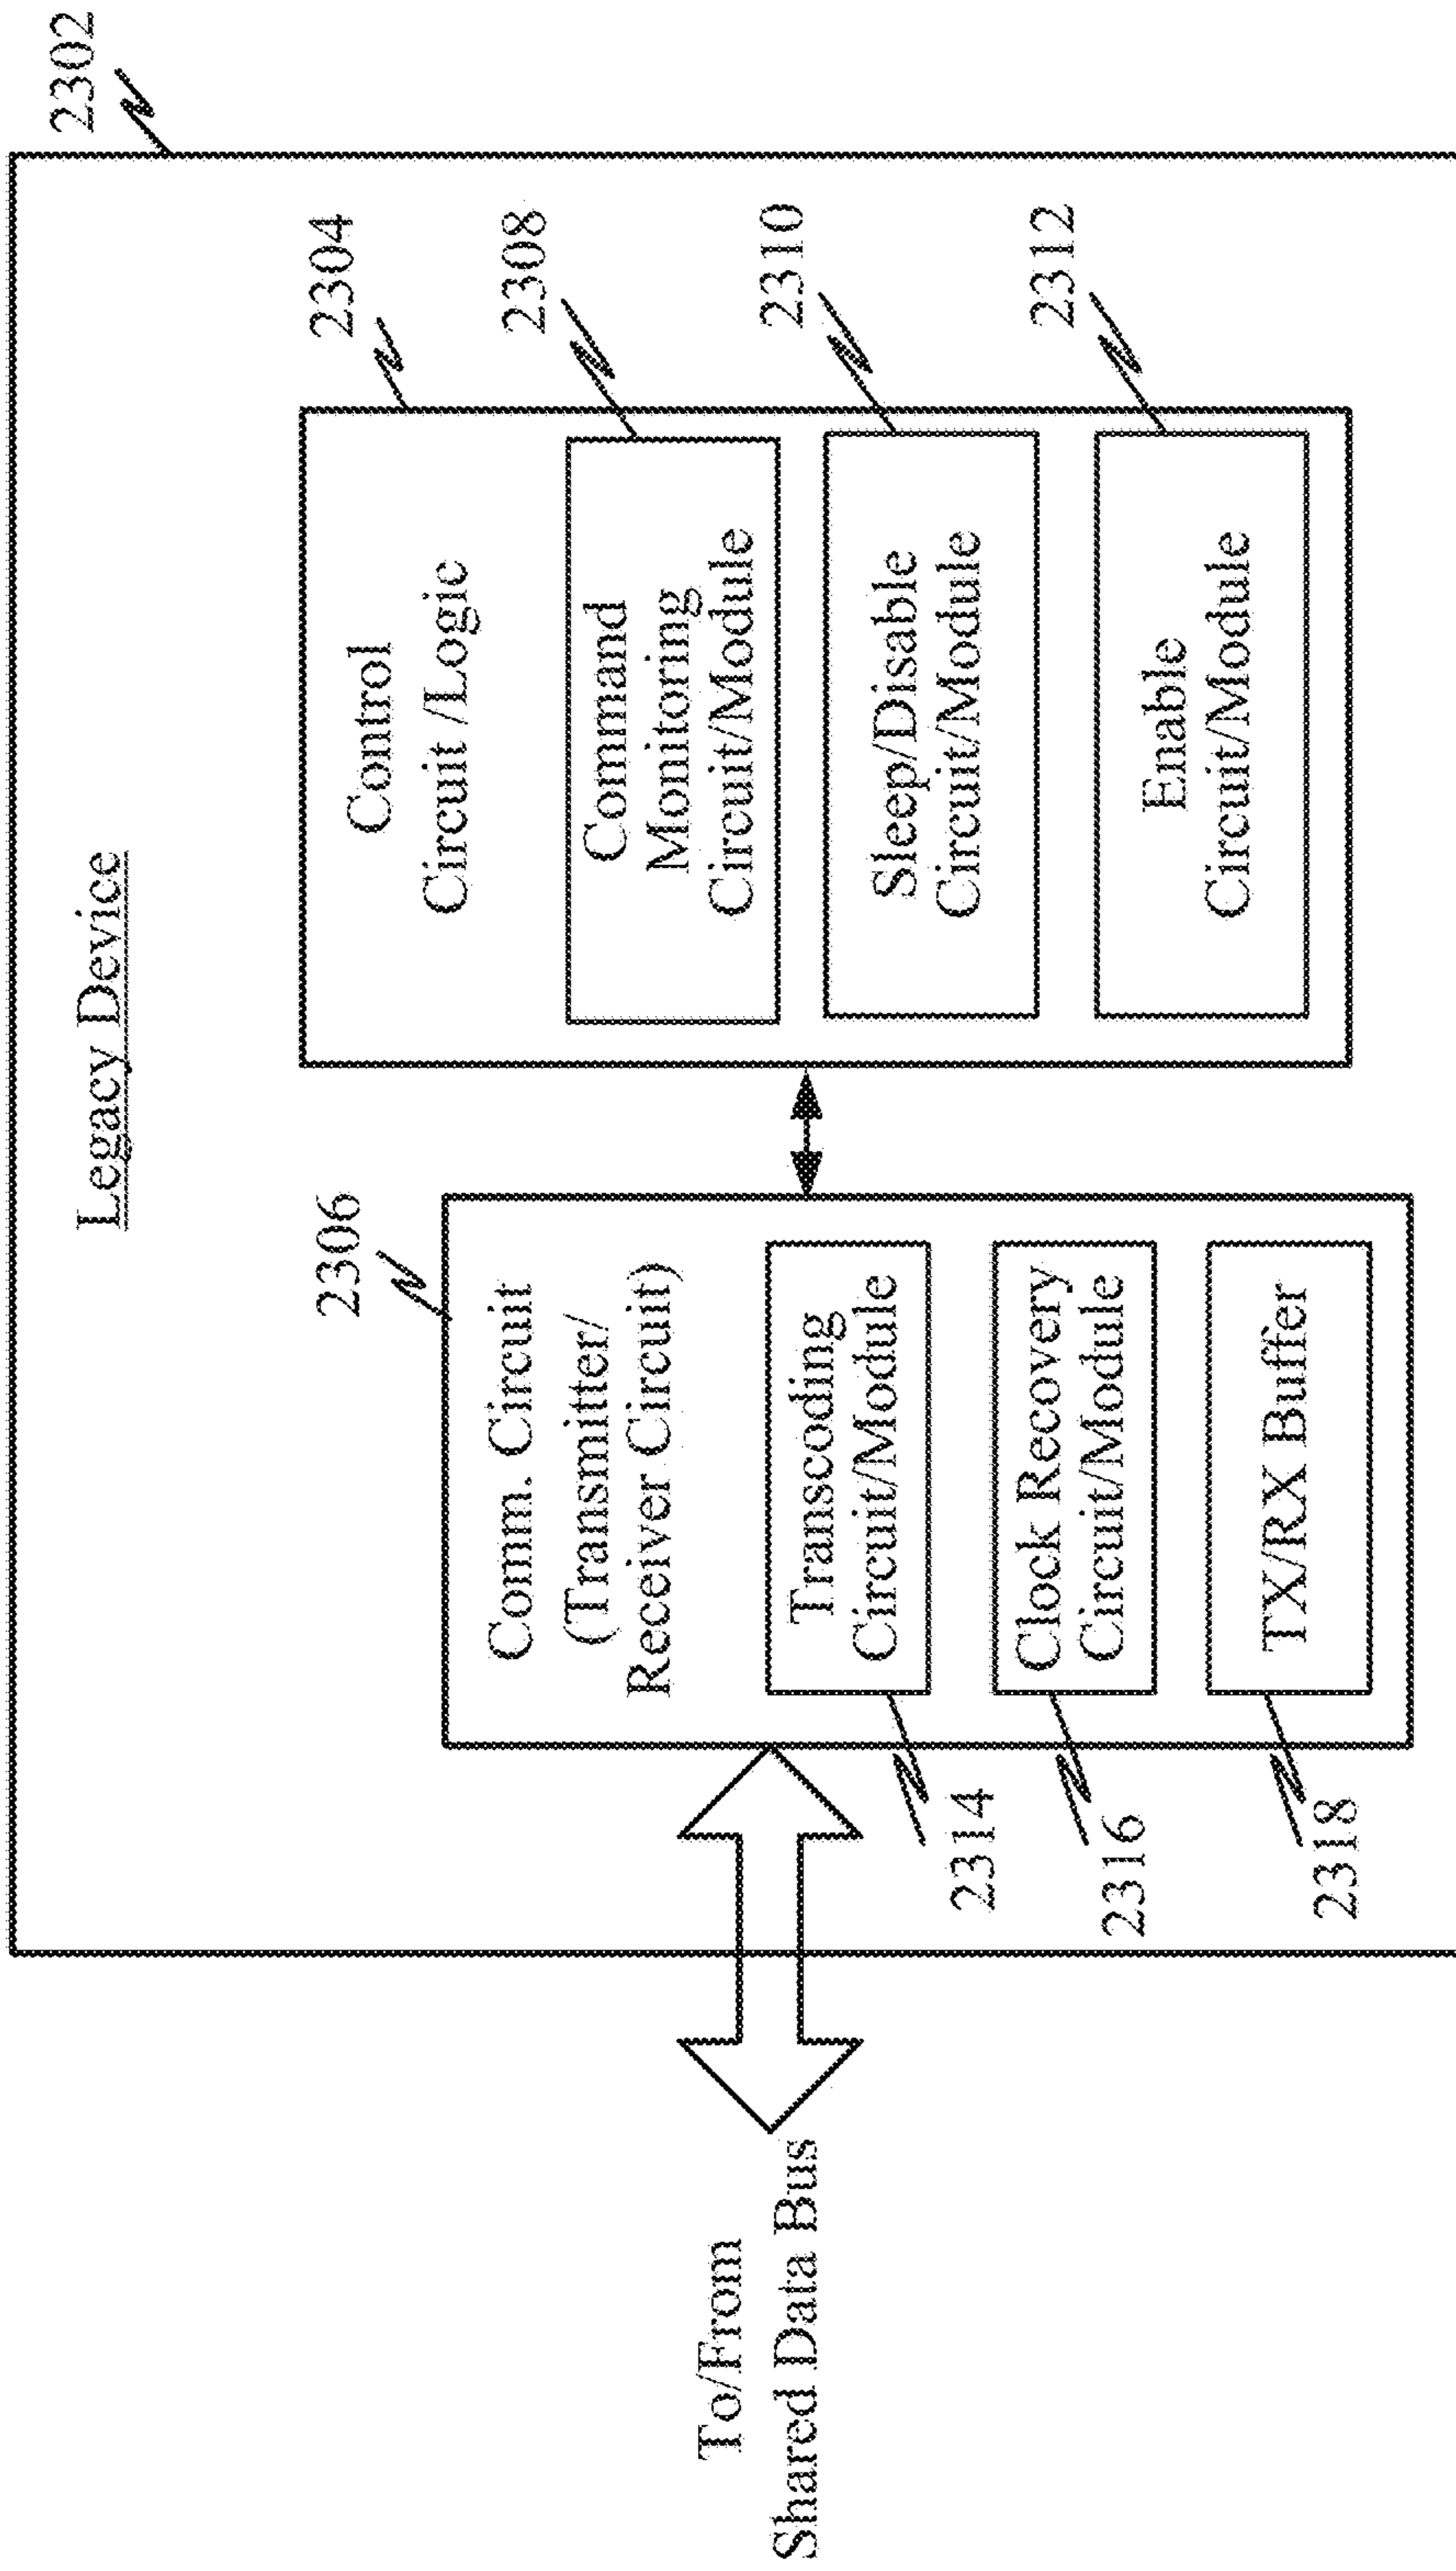 Legacy Device
2302
2304
Control
Circuit /Logic
2308
Command
Monitoring
Circuit/Module
2310
Sleep/Disable
Circuit/Module
2312
Enable
Circuit/Module
2306
Comm. Circuit
(Transmitter/
Receiver Circuit)
Transcoding
Circuit/Module
2314
Clock Recovery
Circuit/Module
2316
TX/RX Buffer
2318
To/From
Shared Data Bus